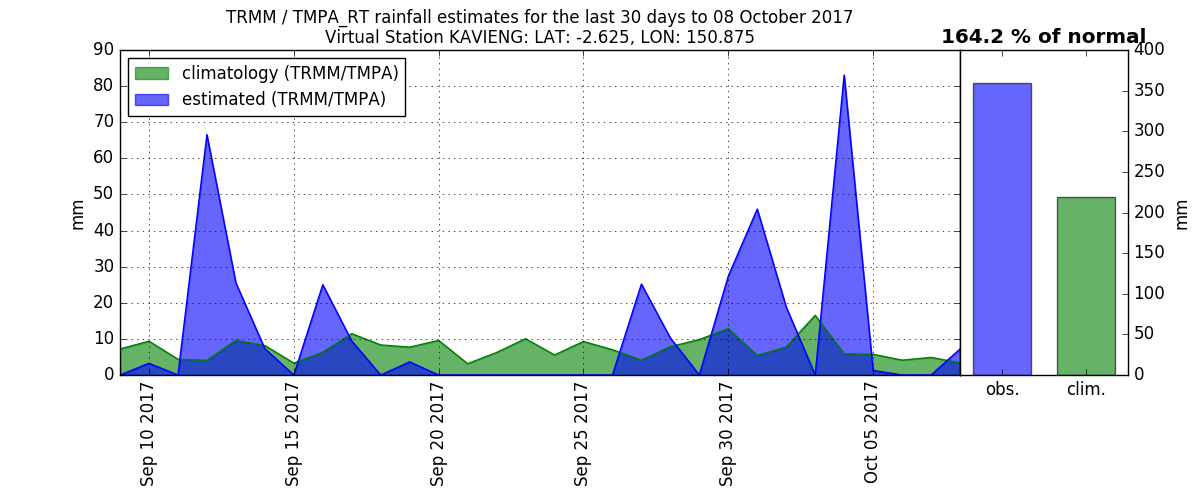 TRMM / TMPA_RT rainfall estimates for the last 30 days to 08 October 2017
Virtual Station KAVIENG: LAT: -2.625, LON: 150.875
164.2 % of normal
climatology (TRMM/TMPA)
estimated (TRMM/TMPA)
90
80
70
60
50
40
30
20
10
0
mm
Sep 10 2017
Sep 15 2017
Sep 20 2017
Sep 25 2017
Sep 30 2017
Oct 05 2017
400
350
300
250
200
150
100
50
0
mm
obs.
clim.